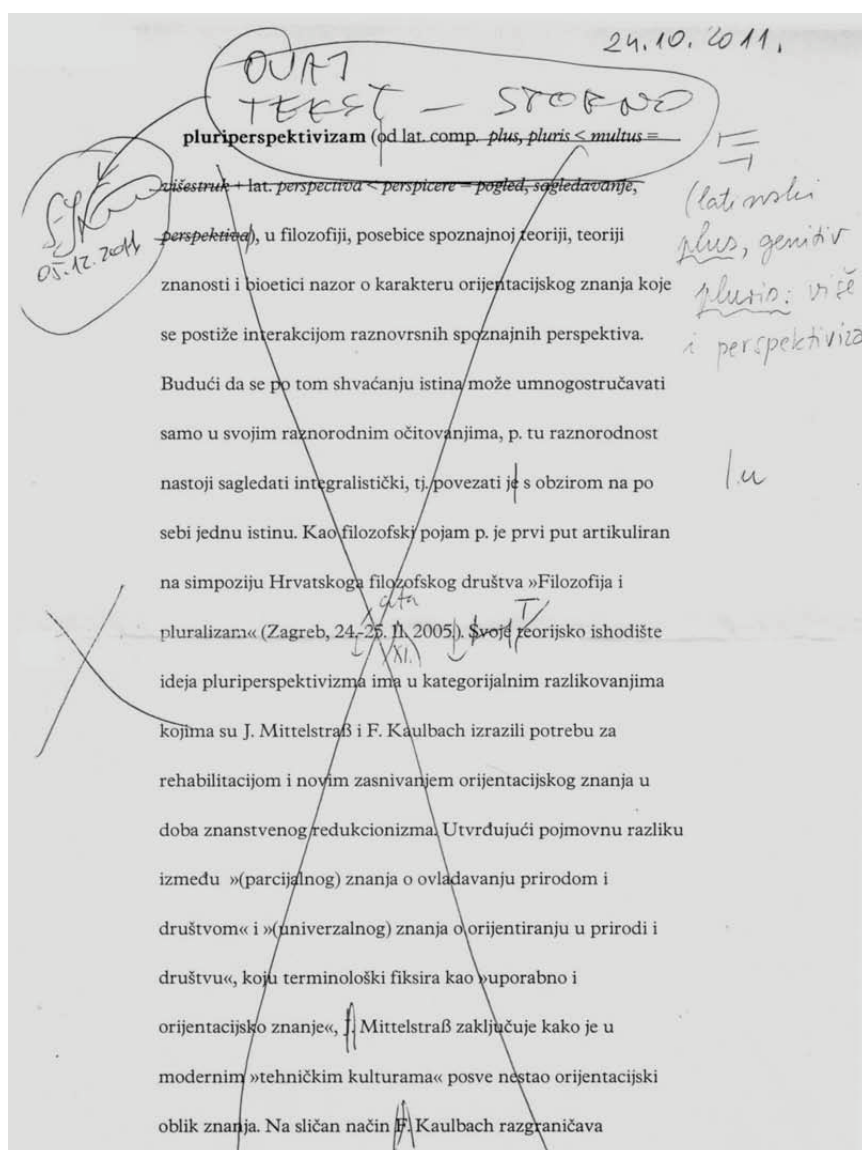 24.10.2011.
OVAJ
TEKST – STORNO
pluriperspektivizam (od lat. comp. plus, pluris < multus =
višestruk + lat. perspectiva < perspicere = pogled, sagledavanje,
perspektiva), u filozofiji, posebice spoznajnoj teoriji, teoriji
05.12.2011
(latinski
plus, genitiv
pluris: više
i perspektiviza
znanosti i bioetici nazor o karakteru orijentacijskog znanja koje
se postiže interakcijom raznovrsnih spoznajnih perspektiva.
Budući da se po tom shvaćanju istina može umnogostručavati
samo u svojim raznorodnim očitovanjima, p. tu raznorodnost
nastoji sagledati integralistički, tj. povezati je s obzirom na po
u
sebi jednu istinu. Kao filozofski pojam p. je prvi put artikuliran
na simpoziju Hrvatskoga filozofskog društva »Filozofija i
T
pluralizam« (Zagreb, 24.-25. II. 2005.). Svoje teorijsko ishodište
XI.
ideja pluriperspektivizma ima u kategorijalnim razlikovanjima
kojima su J. Mittelstraß i F. Kaulbach izrazili potrebu za
rehabilitacijom i novim zasnivanjem orijentacijskog znanja u
doba znanstvenog redukcionizma. Utvrđujući pojmovnu razliku
između »(parcijalnog) znanja o ovladavanju prirodom i
društvom« i »(univerzalnog) znanja o orijentiranju u prirodi i
društvu«, koju terminološki fiksira kao »uporabno i
orijentacijsko znanje«, J. Mittelstraß zaključuje kako je u
modernim »tehničkim kulturama« posve nestao orijentacijski
oblik znanja. Na sličan način F. Kaulbach razgraničava